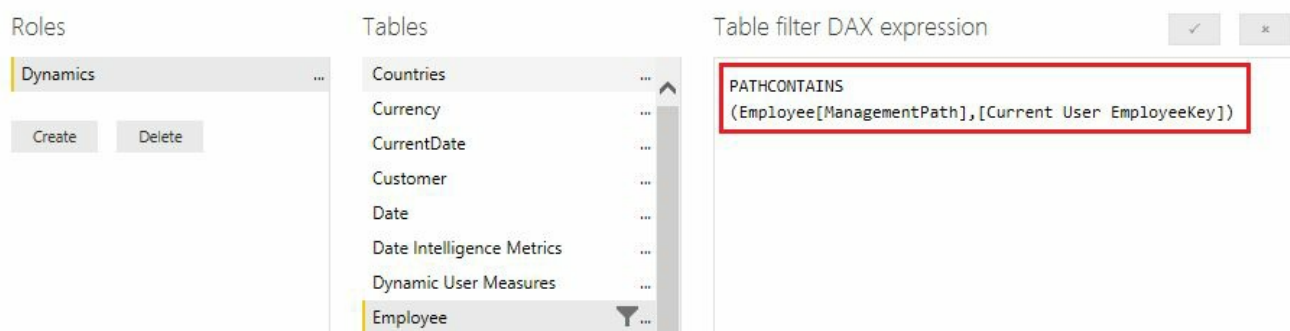 Roles
Dynamics
...
Create
Delete
Tables
Countries ...
Currency ...
CurrentDate ...
Customer ...
Date ...
Date Intelligence Metrics ...
Dynamic User Measures ...
Employee ...
Table filter DAX expression
PATHCONTAINS
(Employee[ManagementPath],[Current User EmployeeKey])